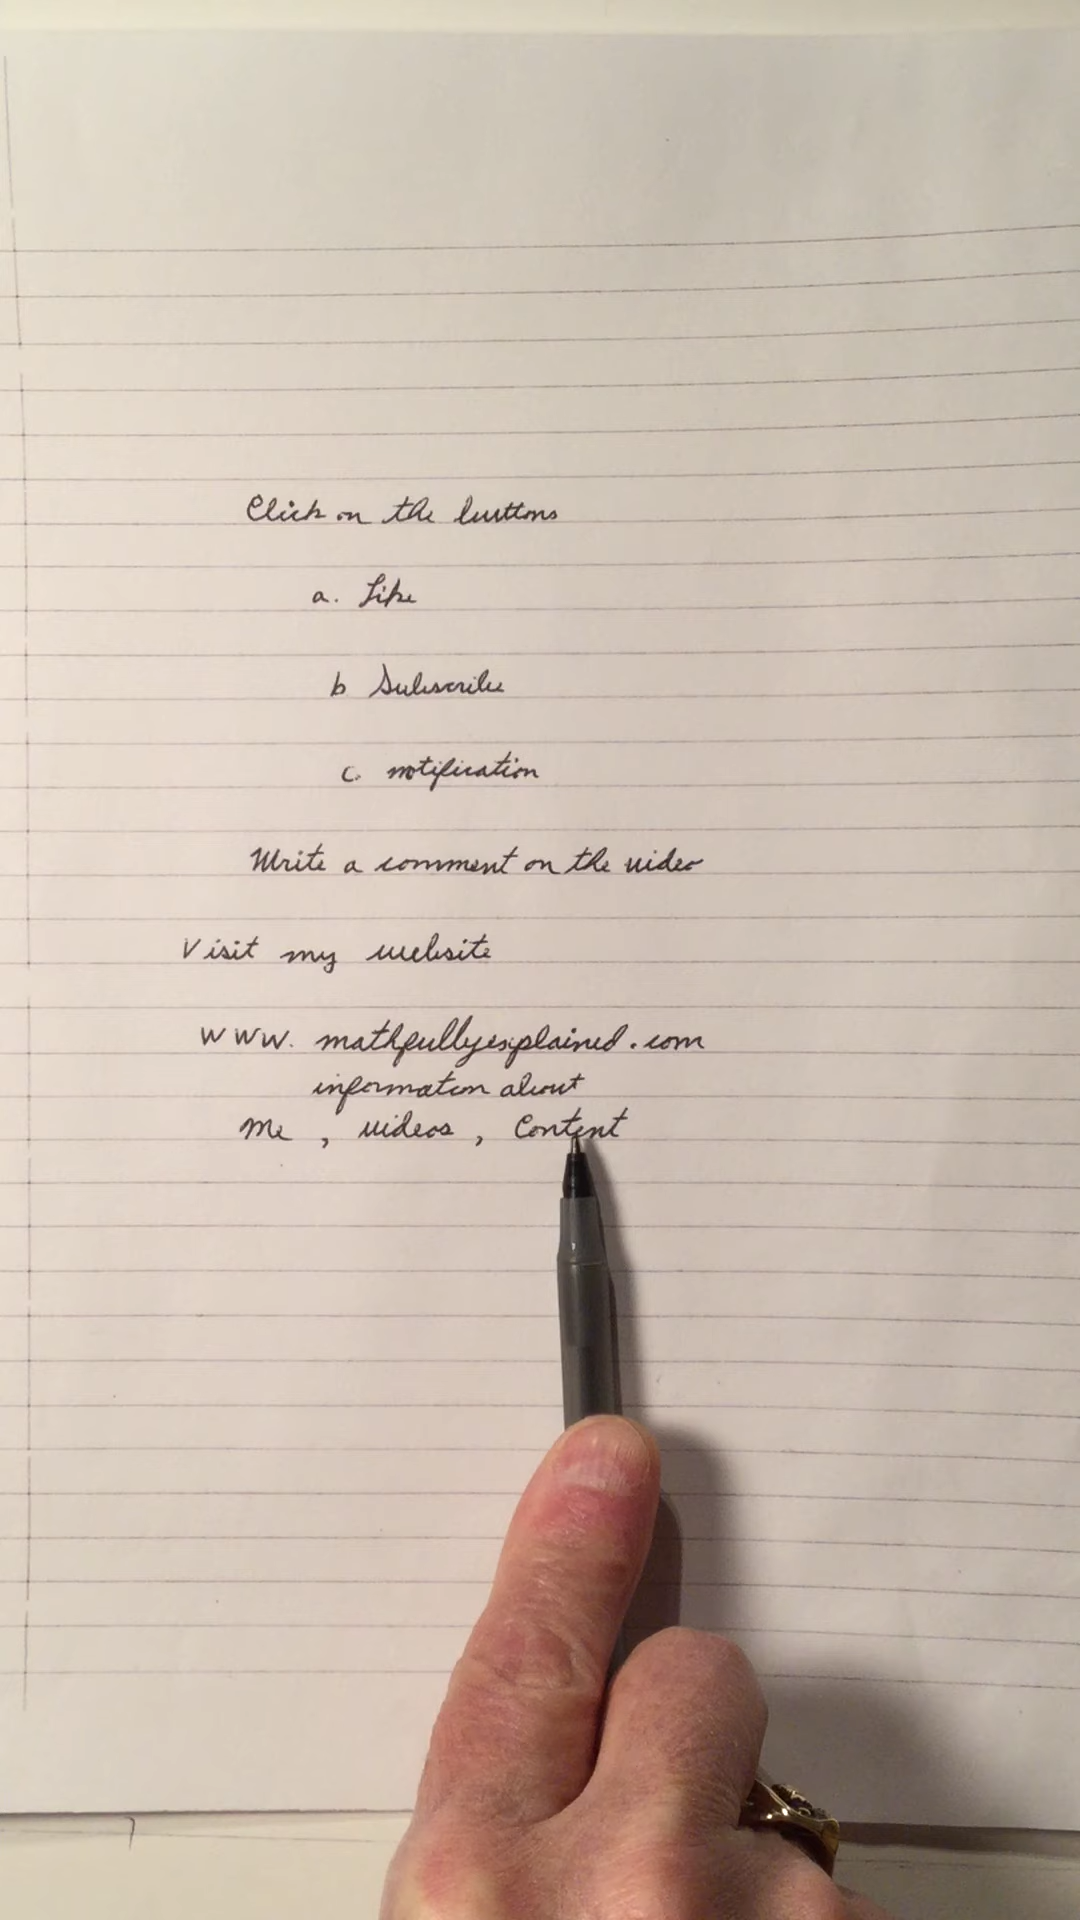 Click on the buttons
a. Like
b Subscribe
c. notification
Write a comment on the video
Visit my website
www. mathfullyexplained.com
information about
Me , videos , Content